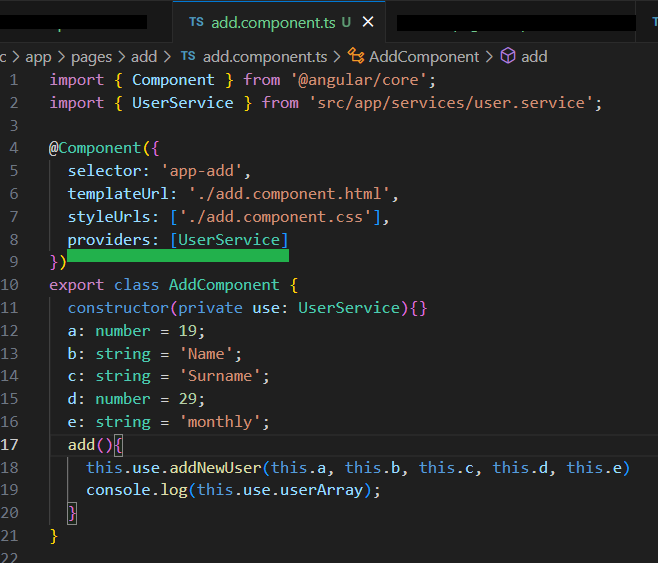 TS add.component.ts U ×
c > app > pages > add > TS add.component.ts > AddComponent > add
1 import { Component } from '@angular/core';
2 import { UserService } from 'src/app/services/user.service';
3
4 @Component({
5 selector: 'app-add',
6 templateUrl: './add.component.html',
7 styleUrls: ['./add.component.css'],
8 providers: [UserService]
9 })
10 export class AddComponent {
11 constructor(private use: UserService){}
12 a: number = 19;
13 b: string = 'Name';
14 c: string = 'Surname';
15 d: number = 29;
16 e: string = 'monthly';
17 add(){
18 this.use.addNewUser(this.a, this.b, this.c, this.d, this.e)
19 console.log(this.use.userArray);
20 }
21 }
22